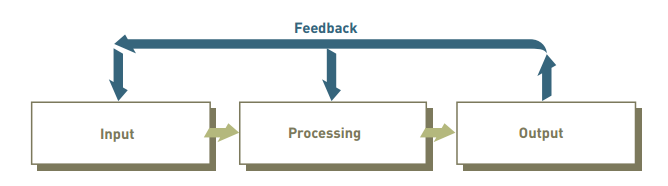 Feedback
Input
Processing
Output